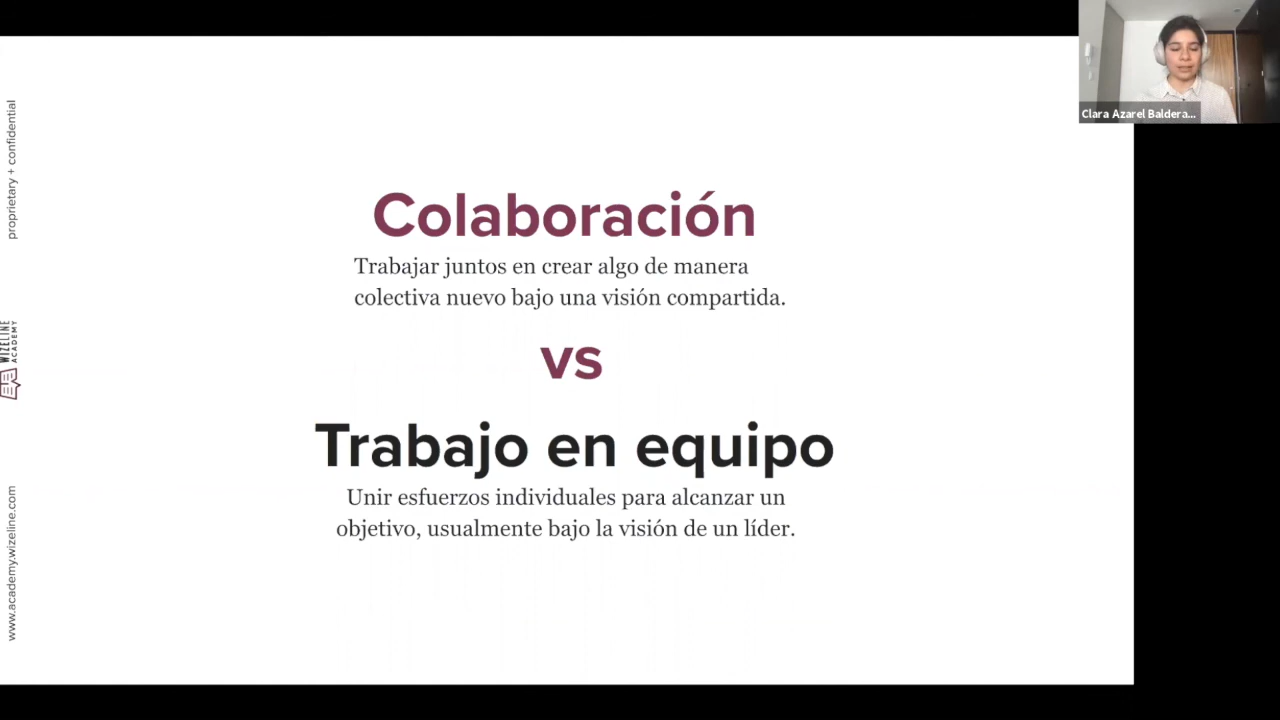 Clara Azarel Baldera...
proprietary + confidential
WIZELINE
ACADEMY
www.academy.wizeline.com
Colaboración
Trabajar juntos en crear algo de manera
colectiva nuevo bajo una visión compartida.
vs
Trabajo en equipo
Unir esfuerzos individuales para alcanzar un
objetivo, usualmente bajo la visión de un líder.